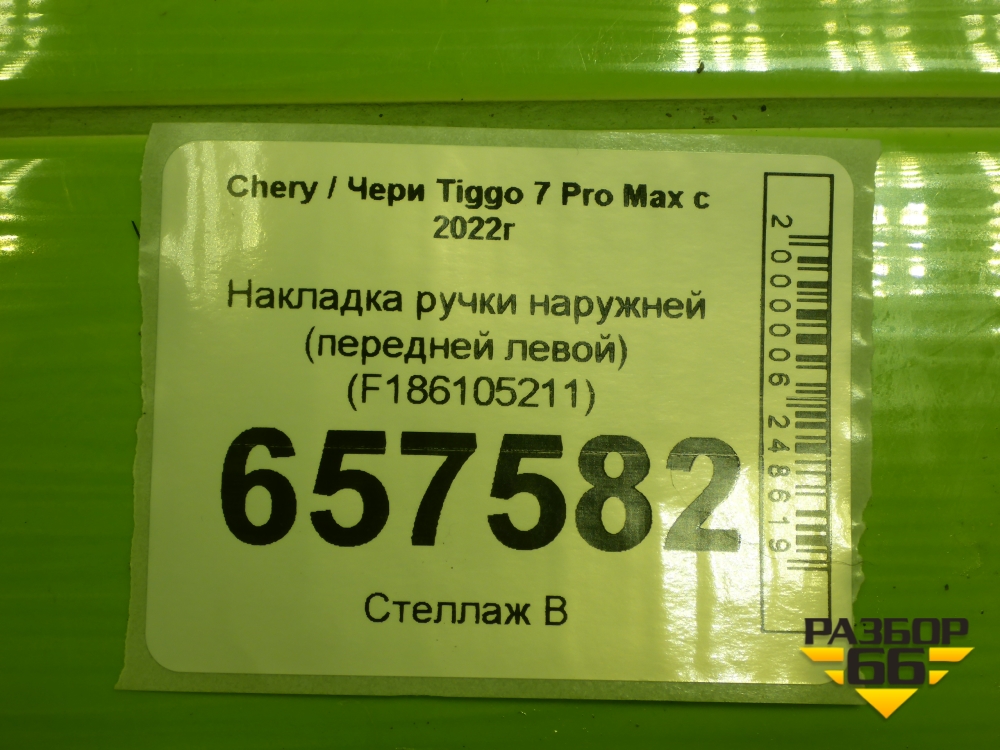 Chery / Чери Tiggo 7 Pro Max с
2022г
Накладка ручки наружней
(передней левой)
(F186105211)
657582
Стеллаж В
2000006248619
РАЗБОР
66